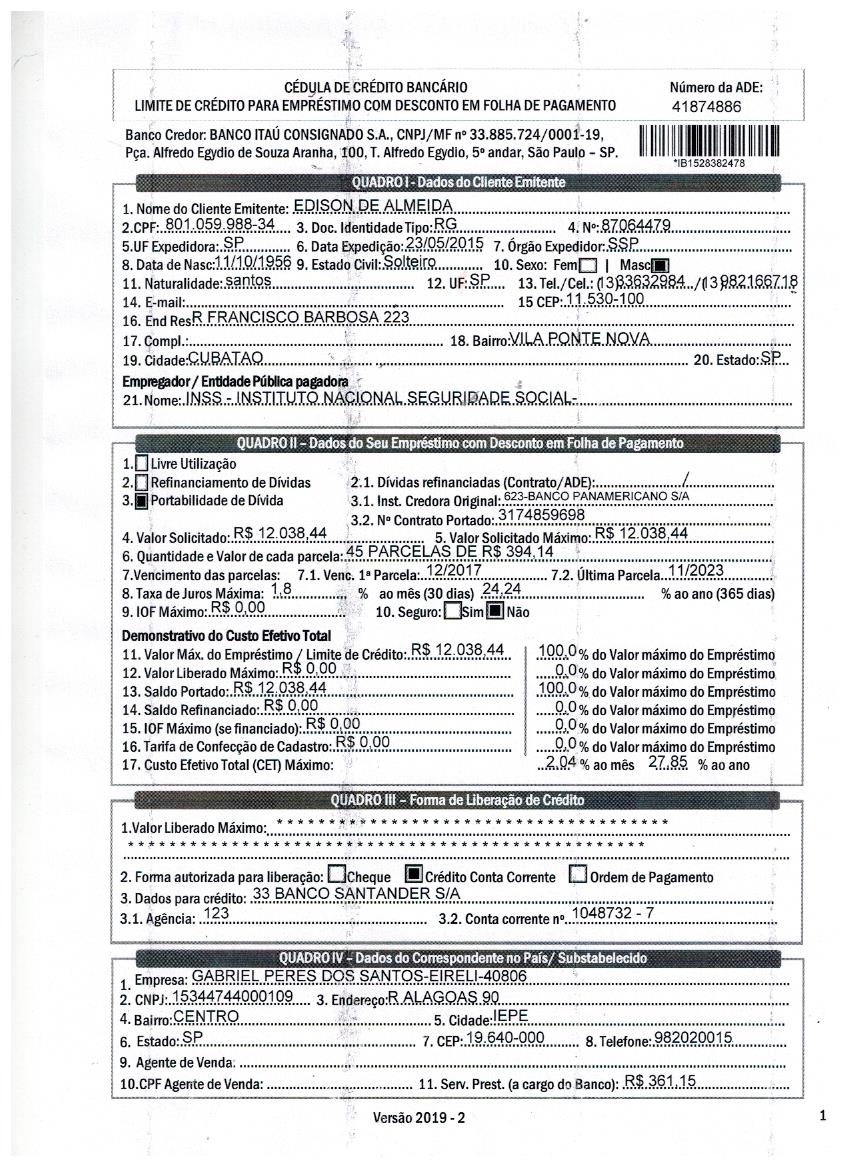 CÉDULA DE CRÉDITO BANCÁRIO
LIMITE DE CRÉDITO PARA EMPRÉSTIMO COM DESCONTO EM FOLHA DE PAGAMENTO
Número da ADE:
41874886
Banco Credor: BANCO ITAÚ CONSIGNADO S.A., CNPJ/MF nº 33.885.724/0001-19,
Pça. Alfredo Egydio de Souza Aranha, 100, T. Alfredo Egydio, 5º andar, São Paulo – SP.
*IB1528382478
QUADRO I - Dados do Cliente Emitente
1. Nome do Cliente Emitente: EDISON DE ALMEIDA
2.CPF: 801.059.988-34 3. Doc. Identidade Tipo: RG 4. Nº: 87064479
5.UF Expedidora: SP 6. Data Expedição: 23/05/2015 7. Órgão Expedidor: SSP
8. Data de Nasc: 11/10/1956 9. Estado Civil: Solteiro 10. Sexo: Fem ☐ | Masc ■
11. Naturalidade: santos 12. UF: SP 13. Tel./Cel.: (13)33632984 /(13)982166718
14. E-mail: 15 CEP: 11.530-100
16. End Res: R FRANCISCO BARBOSA 223
17. Compl.: 18. Bairro: VILA PONTE NOVA
19. Cidade: CUBATAO 20. Estado: SP
Empregador / Entidade Pública pagadora
21. Nome: INSS - INSTITUTO NACIONAL SEGURIDADE SOCIAL-
QUADRO II – Dados do Seu Empréstimo com Desconto em Folha de Pagamento
1. ☐ Livre Utilização
2. ☐ Refinanciamento de Dívidas 2.1. Dívidas refinanciadas (Contrato/ADE): /
3. ■ Portabilidade de Dívida 3.1. Inst. Credora Original: 623-BANCO PANAMERICANO S/A
3.2. Nº Contrato Portado: 3174859698
4. Valor Solicitado: R$ 12.038,44 5. Valor Solicitado Máximo: R$ 12.038,44
6. Quantidade e Valor de cada parcela: 45 PARCELAS DE R$ 394,14
7.Vencimento das parcelas: 7.1. Venc. 1ª Parcela: 12/2017 7.2. Última Parcela 11/2023
8. Taxa de Juros Máxima: 1,8 % ao mês (30 dias) 24,24 % ao ano (365 dias)
9. IOF Máximo: R$ 0,00 10. Seguro: ☐ Sim ■ Não
Demonstrativo do Custo Efetivo Total
11. Valor Máx. do Empréstimo / Limite de Crédito: R$ 12.038,44 100,0 % do Valor máximo do Empréstimo
12. Valor Liberado Máximo: R$ 0,00 0,0 % do Valor máximo do Empréstimo
13. Saldo Portado: R$ 12.038,44 100,0 % do Valor máximo do Empréstimo
14. Saldo Refinanciado: R$ 0,00 0,0 % do Valor máximo do Empréstimo
15. IOF Máximo (se financiado): R$ 0,00 0,0 % do Valor máximo do Empréstimo
16. Tarifa de Confecção de Cadastro: R$ 0,00 0,0 % do Valor máximo do Empréstimo
17. Custo Efetivo Total (CET) Máximo: 2,04 % ao mês 27,85 % ao ano
QUADRO III – Forma de Liberação de Crédito
1.Valor Liberado Máximo: * * * * * * * * * * * * * * * * * * * * * * * * * * * * * * * * * * * * * *
* * * * * * * * * * * * * * * * * * * * * * * * * * * * * * * * * * * * * * * * * * * * * * * * * *
2. Forma autorizada para liberação: ☐ Cheque ■ Crédito Conta Corrente ☐ Ordem de Pagamento
3. Dados para crédito: 33 BANCO SANTANDER S/A
3.1. Agência: 123 3.2. Conta corrente nº 1048732 - 7
QUADRO IV – Dados do Correspondente no País/ Substabelecido
1. Empresa: GABRIEL PERES DOS SANTOS-EIRELI-40806
2. CNPJ: 15344744000109 3. Endereço: R ALAGOAS 90
4. Bairro: CENTRO 5. Cidade: IEPE
6. Estado: SP 7. CEP: 19.640-000 8. Telefone: 982020015
9. Agente de Venda:
10.CPF Agente de Venda: 11. Serv. Prest. (a cargo do Banco): R$ 361,15
Versão 2019 - 2
1